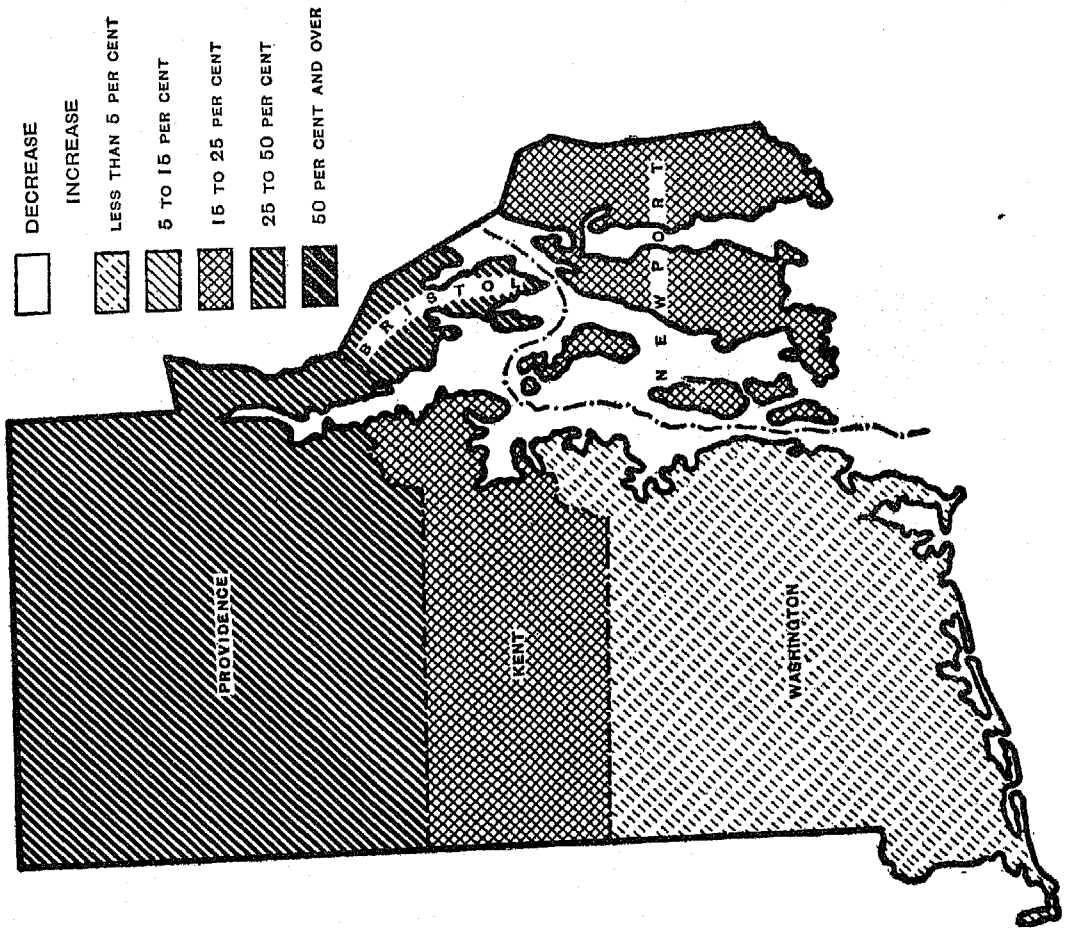 DECREASE
INCREASE
LESS THAN 5 PER CENT
5 TO 15 PER CENT
15 TO 25 PER CENT
25 TO 50 PER CENT
50 PER CENT AND OVER
PROVIDENCE
BRISTOL
KENT
NEWPORT
WASHINGTON